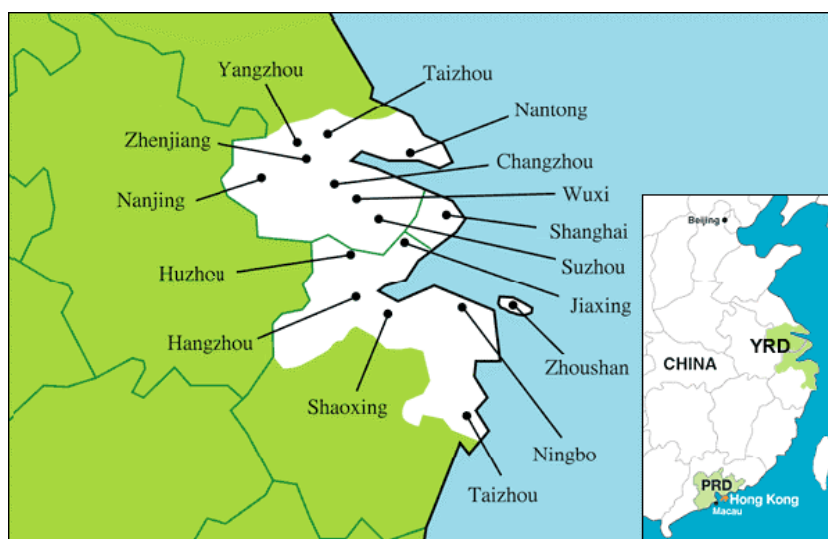 Yangzhou
Taizhou
Nantong
Zhenjiang
Changzhou
Nanjing
Wuxi
Shanghai
Suzhou
Huzhou
Jiaxing
Hangzhou
Zhoushan
Shaoxing
Ningbo
Taizhou
Beijing
YRD
CHINA
PRD
Hong Kong
Macau